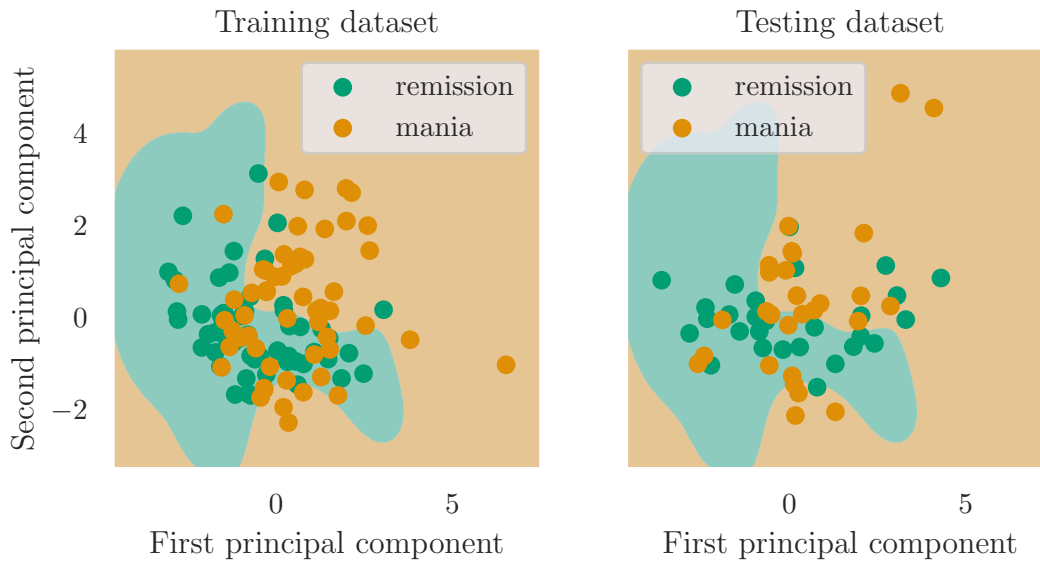 Training dataset
Testing dataset
remission
mania
remission
mania
Second principal component
4
2
0
−2
0
5
0
5
First principal component
First principal component